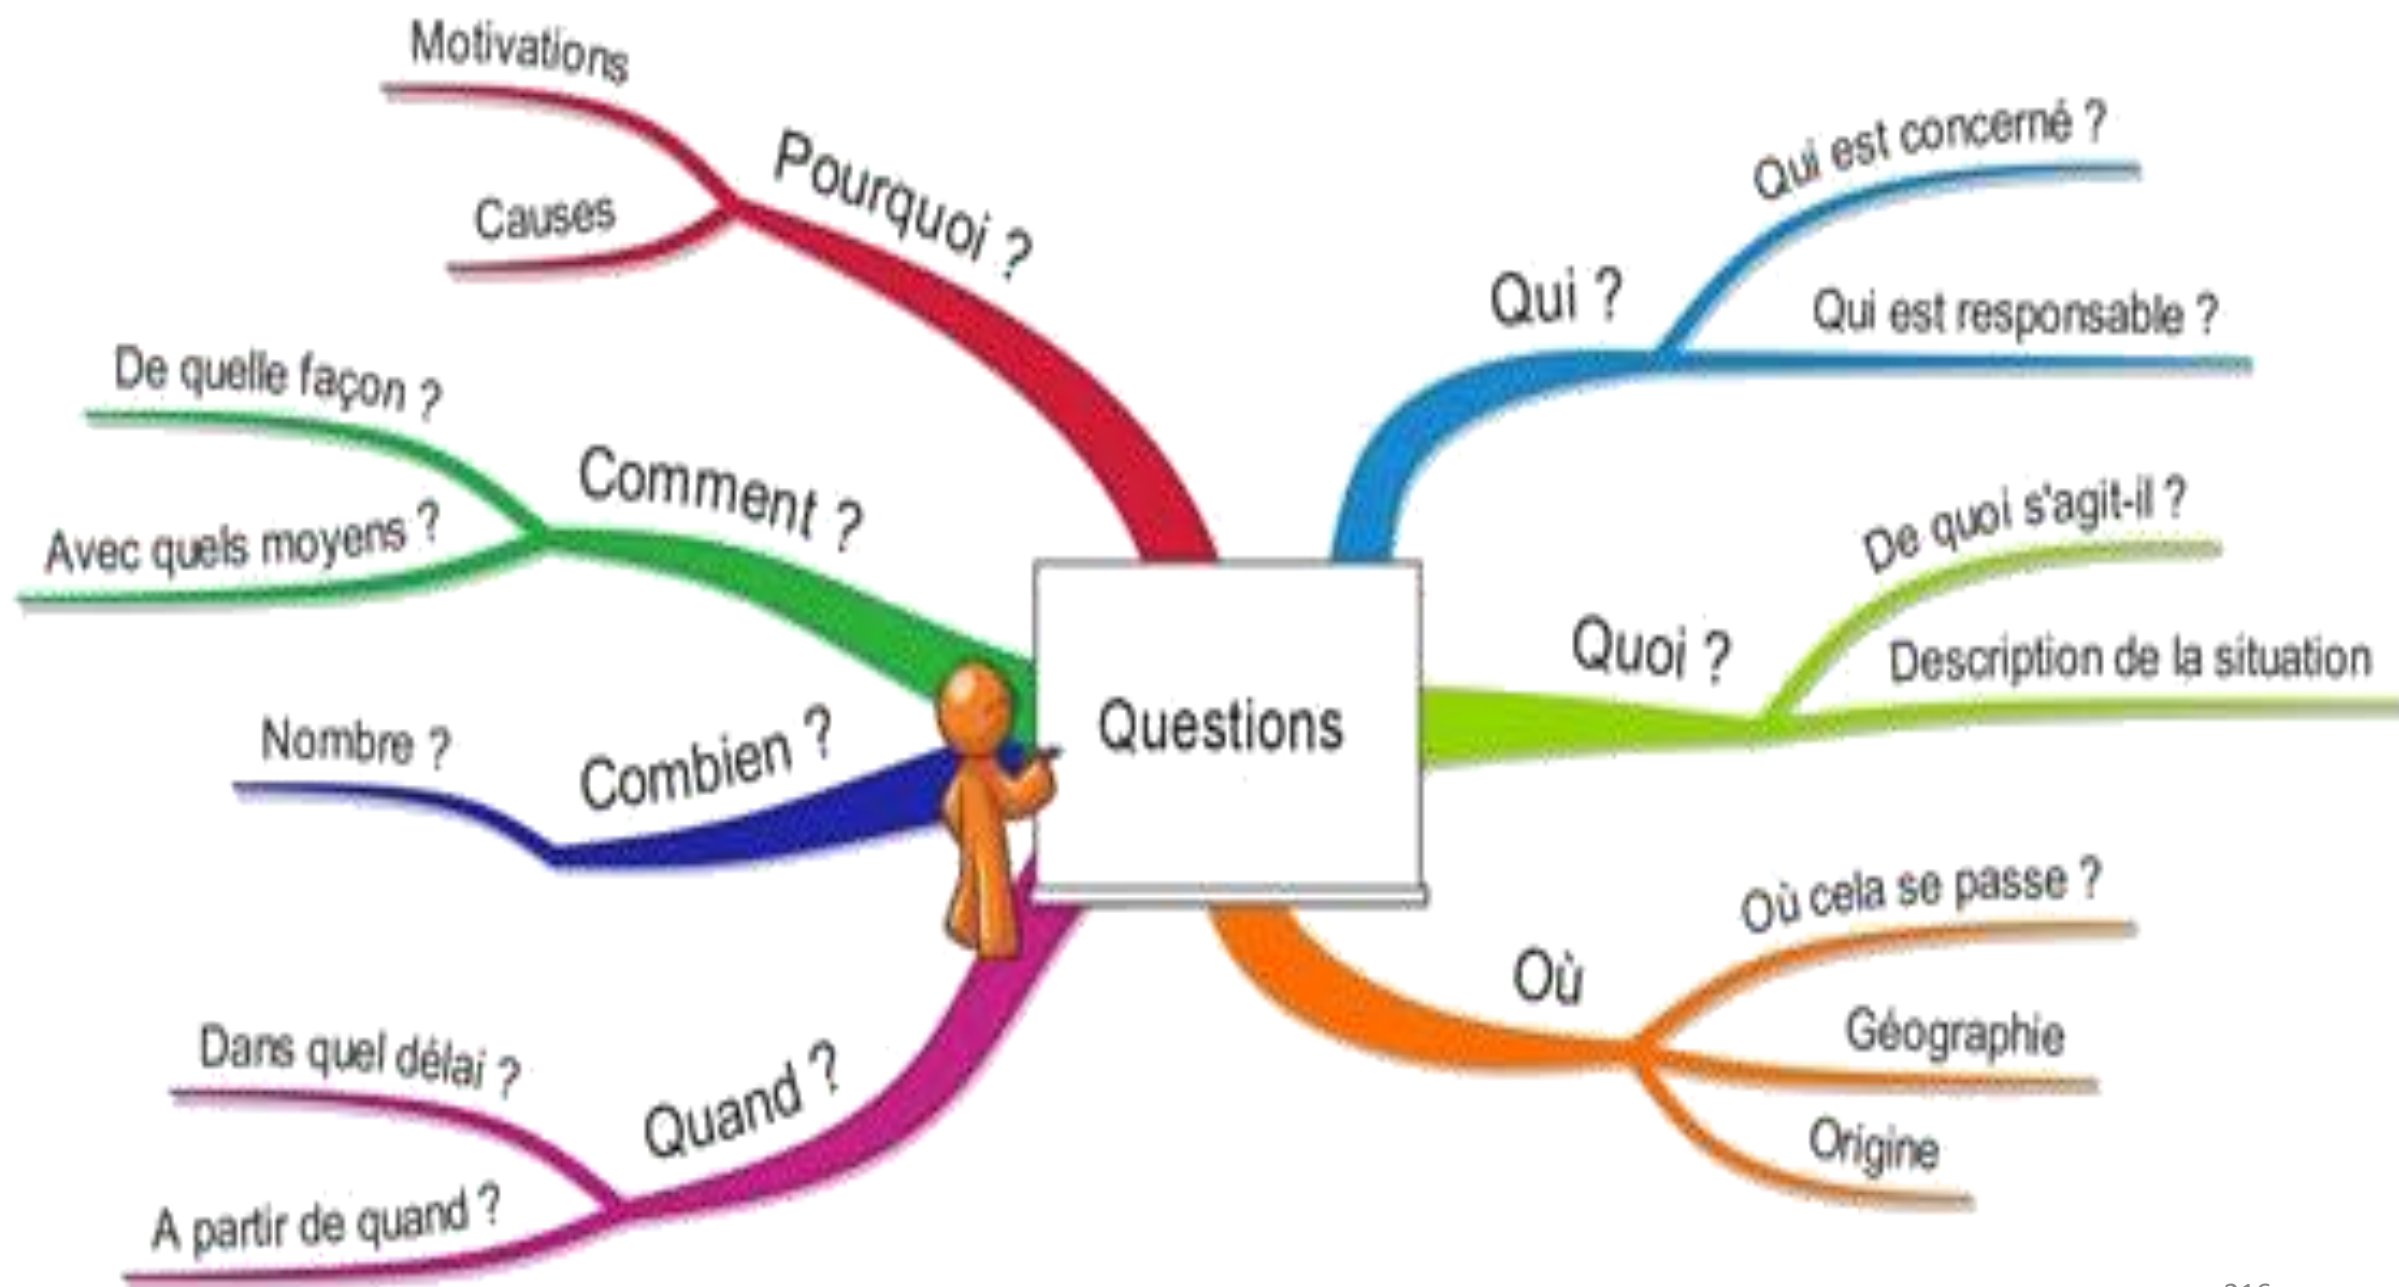 Motivations
Pourquoi ?
Causes
De quelle façon ?
Comment ?
Avec quels moyens ?
Nombre ?
Combien ?
Dans quel délai ?
Quand ?
A partir de quand ?
Questions
Qui ?
Qui est concerné ?
Qui est responsable ?
Quoi ?
De quoi s'agit-il ?
Description de la situation
Où
Où cela se passe ?
Géographie
Origine